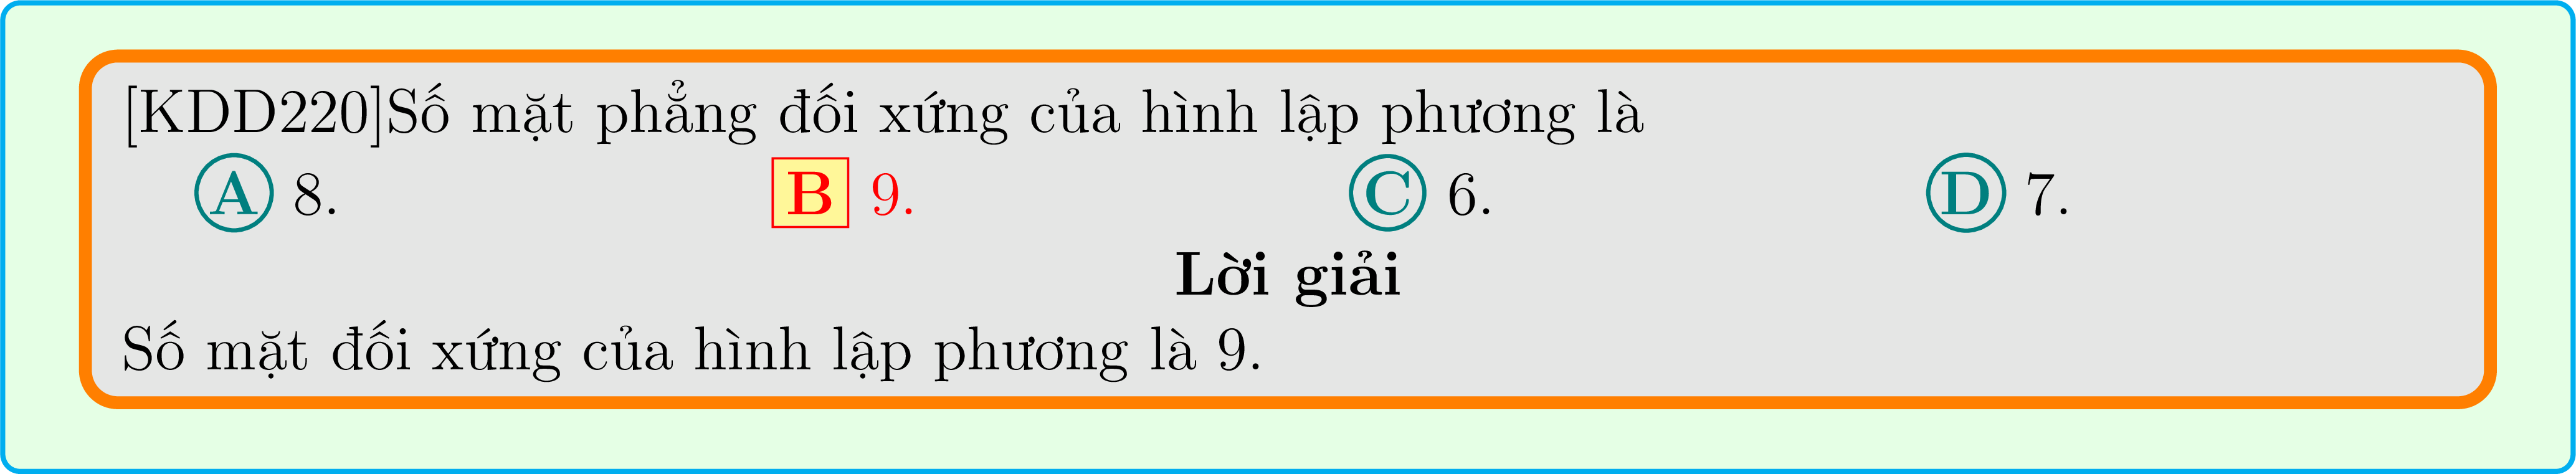 [KDD220]Số mặt phẳng đối xứng của hình lập phương là
A 8. B 9. C 6. D 7.
Lời giải
Số mặt đối xứng của hình lập phương là 9.